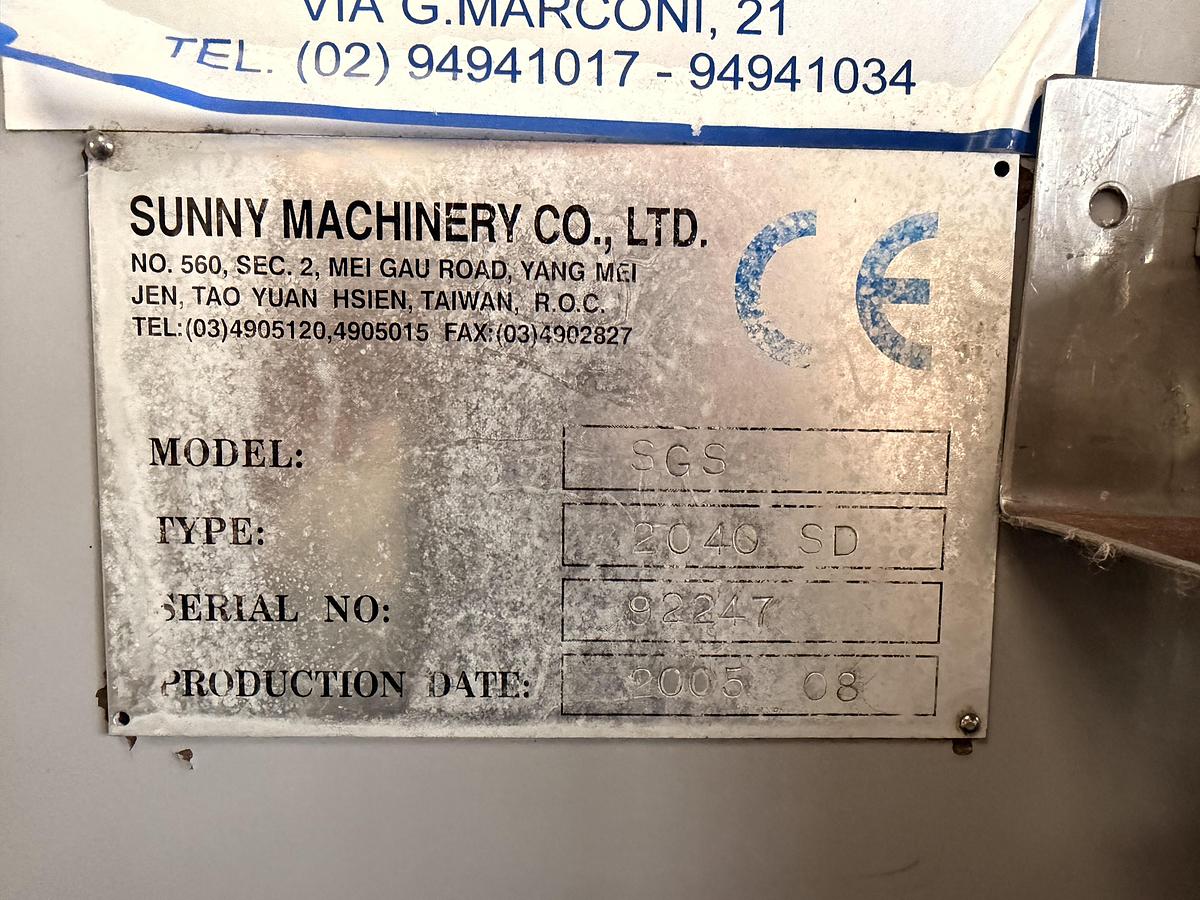 VIA G.MARCONI, 21
TEL. (02) 94941017 - 94941034
SUNNY MACHINERY CO., LTD.
NO. 560, SEC. 2, MEI GAU ROAD, YANG MEI
JEN, TAO YUAN HSIEN, TAIWAN, R.O.C.
TEL:(03)4905120,4905015 FAX:(03)4902827
CE
MODEL: SGS
TYPE: 2040 SD
SERIAL NO: 92247
PRODUCTION DATE: 2005 08